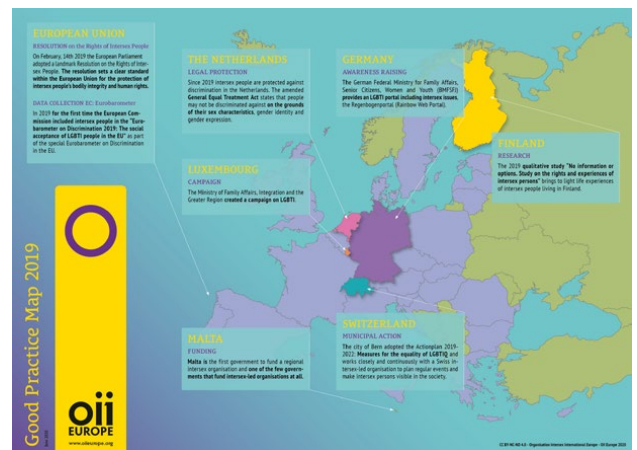 EUROPEAN UNION
RESOLUTION on the Rights of Intersex People
On February, 14th 2019 the European Parliament
adopted a landmark Resolution on the Rights of Inter-
sex People. The resolution sets a clear standard
within the European Union for the protection of
intersex people's bodily integrity and human rights.
DATA COLLECTION EC: Eurobarometer
In 2019 for the first time the European Com-
mission included intersex people in the "Euro-
barometer on Discrimination 2019: The social
acceptance of LGBTI people in the EU" as part
of the special Eurobarometer on Discrimination
in the EU.
THE NETHERLANDS
LEGAL PROTECTION
Since 2019 intersex people are protected against
discrimination in the Netherlands. The amended
General Equal Treatment Act states that people
may not be discriminated against on the grounds
of their sex characteristics, gender identity and
gender expression.
GERMANY
AWARENESS RAISING
The German Federal Ministry for Family Affairs,
Senior Citizens, Women and Youth (BMFSFJ)
provides an LGBTI portal including intersex issues,
the Regenbogenportal (Rainbow Web Portal).
FINLAND
RESEARCH
The 2019 qualitative study "No information or
options. Study on the rights and experiences of
intersex persons" brings to light life experiences
of intersex people living in Finland.
LUXEMBOURG
CAMPAIGN
The Ministry of Family Affairs, Integration and the
Greater Region created a campaign on LGBTI.
MALTA
FUNDING
Malta is the first government to fund a regional
intersex organisation and one of the few govern-
ments that fund intersex-led organisations at all.
SWITZERLAND
MUNICIPAL ACTION
The city of Bern adopted the Actionplan 2019-
2022: Measures for the equality of LGBTIQ and
works closely and continuously with a Swiss in-
tersex-led organisation to plan regular events and
make intersex persons visible in the society.
Good Practice Map 2019
oii
EUROPE
www.oiieurope.org
CC BY-NC-ND 4.0 - Organisation Intersex International Europe - OII Europe 2020